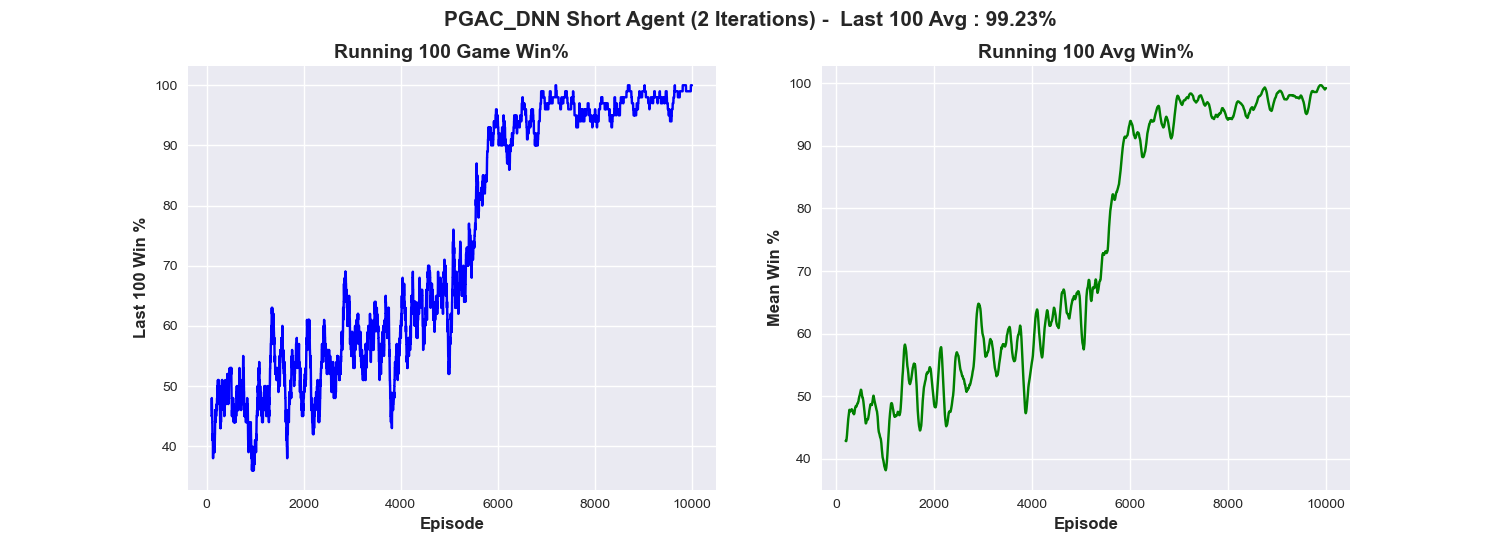 PGAC_DNN Short Agent (2 Iterations) -  Last 100 Avg : 99.23%
Running 100 Game Win%
Last 100 Win %
100
90
80
70
60
50
40
0 2000 4000 6000 8000 10000
Episode
Running 100 Avg Win%
Mean Win %
100
90
80
70
60
50
40
0 2000 4000 6000 8000 10000
Episode